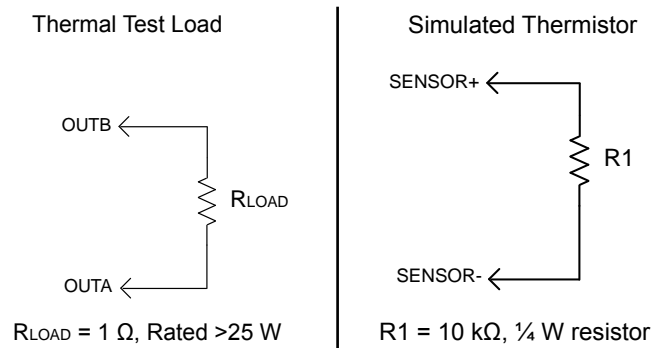 Thermal Test Load
OUTB
RLOAD
OUTA
RLOAD = 1 Ω, Rated >25 W
Simulated Thermistor
SENSOR+
R1
SENSOR-
R1 = 10 kΩ, ¼ W resistor